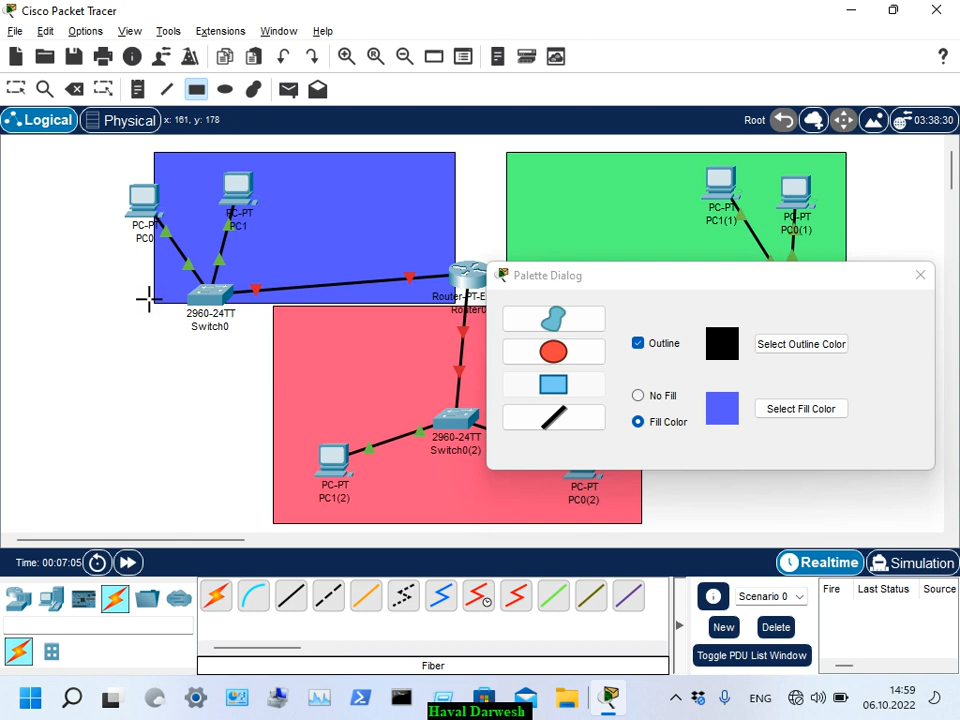 Cisco Packet Tracer
File Edit Options View Tools Extensions Window Help
?
Logical Physical x: 161, y: 178 Root 03:38:30
PC-PT
PC0
PC-PT
PC1
PC-PT
PC1(1)
PC-PT
PC0(1)
2960-24TT
Switch0
Router-PT-E
Router0
Palette Dialog
Outline Select Outline Color
No Fill
Fill Color Select Fill Color
2960-24TT
Switch0(2)
PC-PT
PC1(2)
PC-PT
PC0(2)
Time: 00:07:05 Realtime Simulation
Scenario 0 Fire Last Status Source
New Delete
Toggle PDU List Window
Fiber
ENG 14:59
06.10.2022
Haval Darwesh